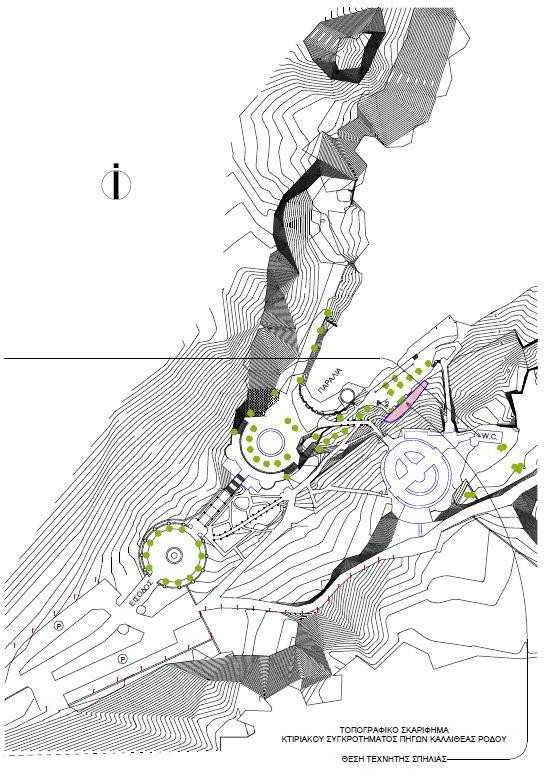 ΠΑΡΑΛΙΑ
W.C.
ΕΙΣΟΔΟΣ
P
P
ΤΟΠΟΓΡΑΦΙΚΟ ΣΚΑΡΙΦΗΜΑ
ΚΤΙΡΙΑΚΟΥ ΣΥΓΚΡΟΤΗΜΑΤΟΣ ΠΗΓΩΝ ΚΑΛΛΙΘΕΑΣ ΡΟΔΟΥ
ΘΕΣΗ ΤΕΧΝΗΤΗΣ ΣΠΗΛΙΑΣ